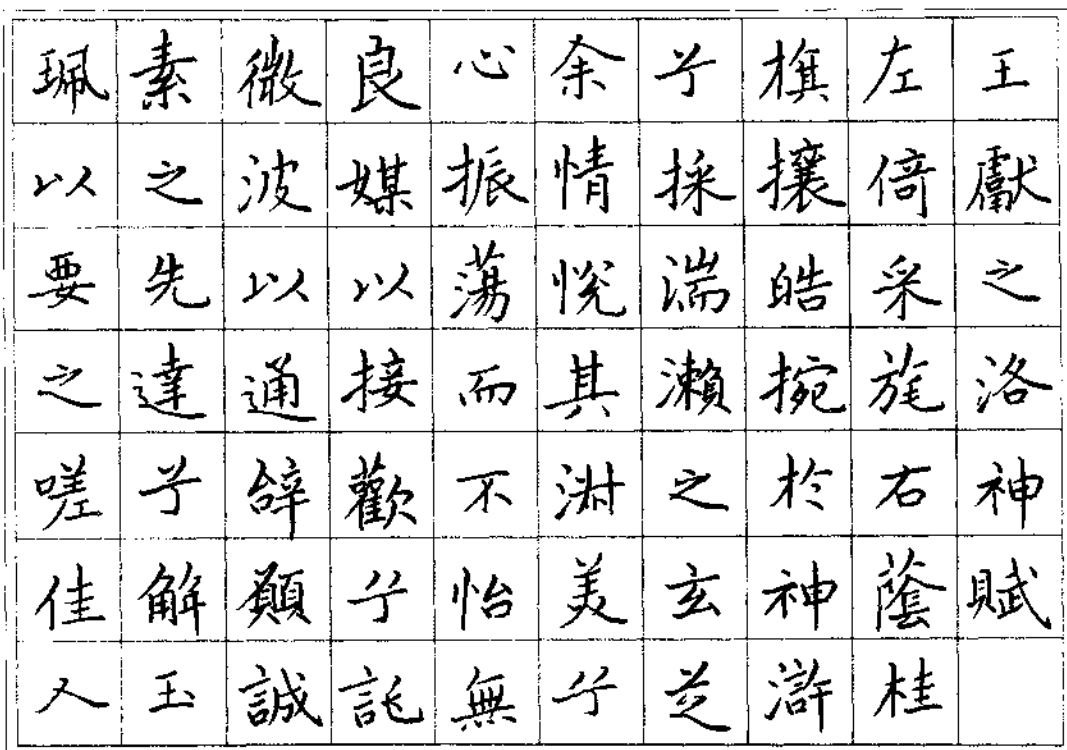 王獻之洛神賦
左倚采旄右蔭桂
旗攘皓捥於神滸
兮採湍瀨之玄芝
余情悅其淑美兮
心振蕩而不怡無
良媒以接歡兮託
微波以通辝願誠
素之先達兮解玉
珮以要之嗟佳人